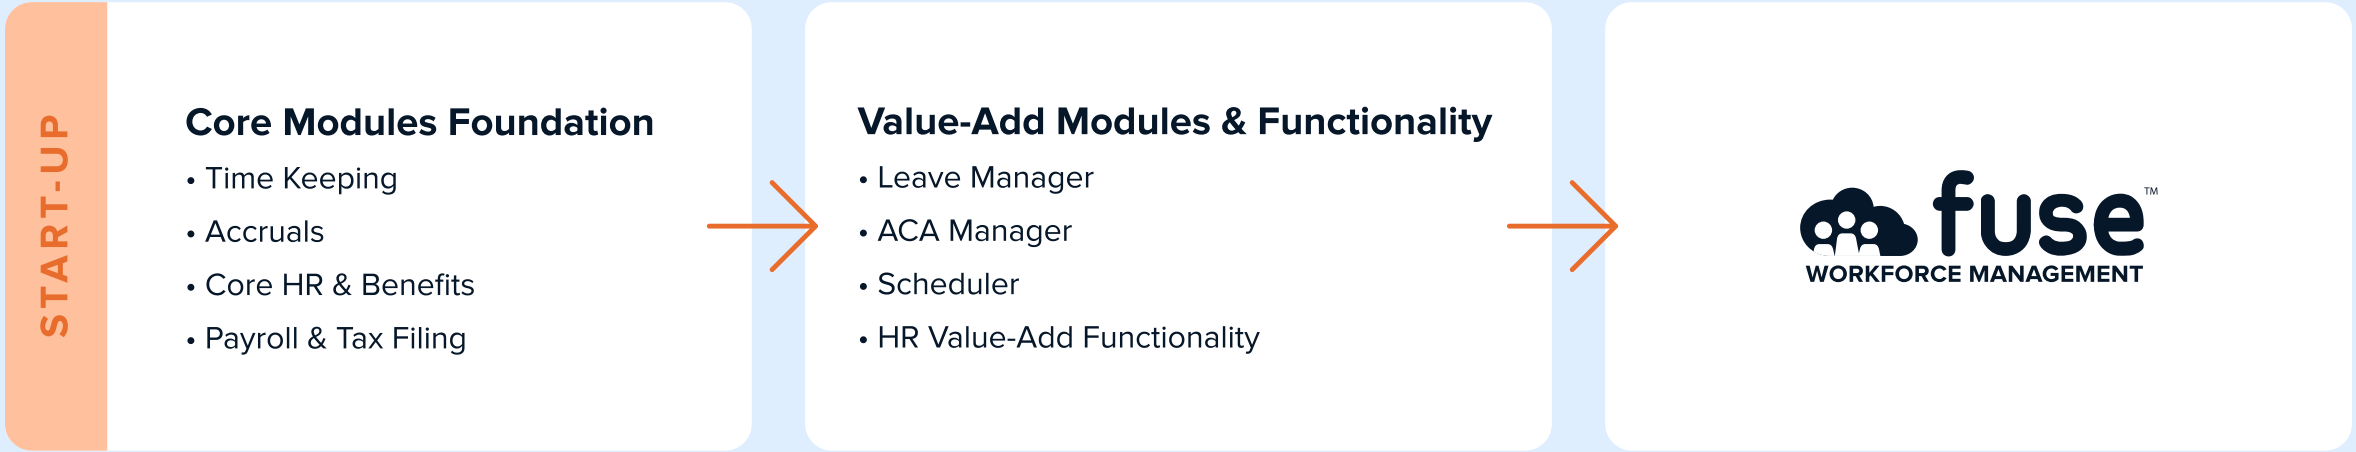 START-UP
Core Modules Foundation
• Time Keeping
• Accruals
• Core HR & Benefits
• Payroll & Tax Filing
Value-Add Modules & Functionality
• Leave Manager
• ACA Manager
• Scheduler
• HR Value-Add Functionality
fuse™
WORKFORCE MANAGEMENT